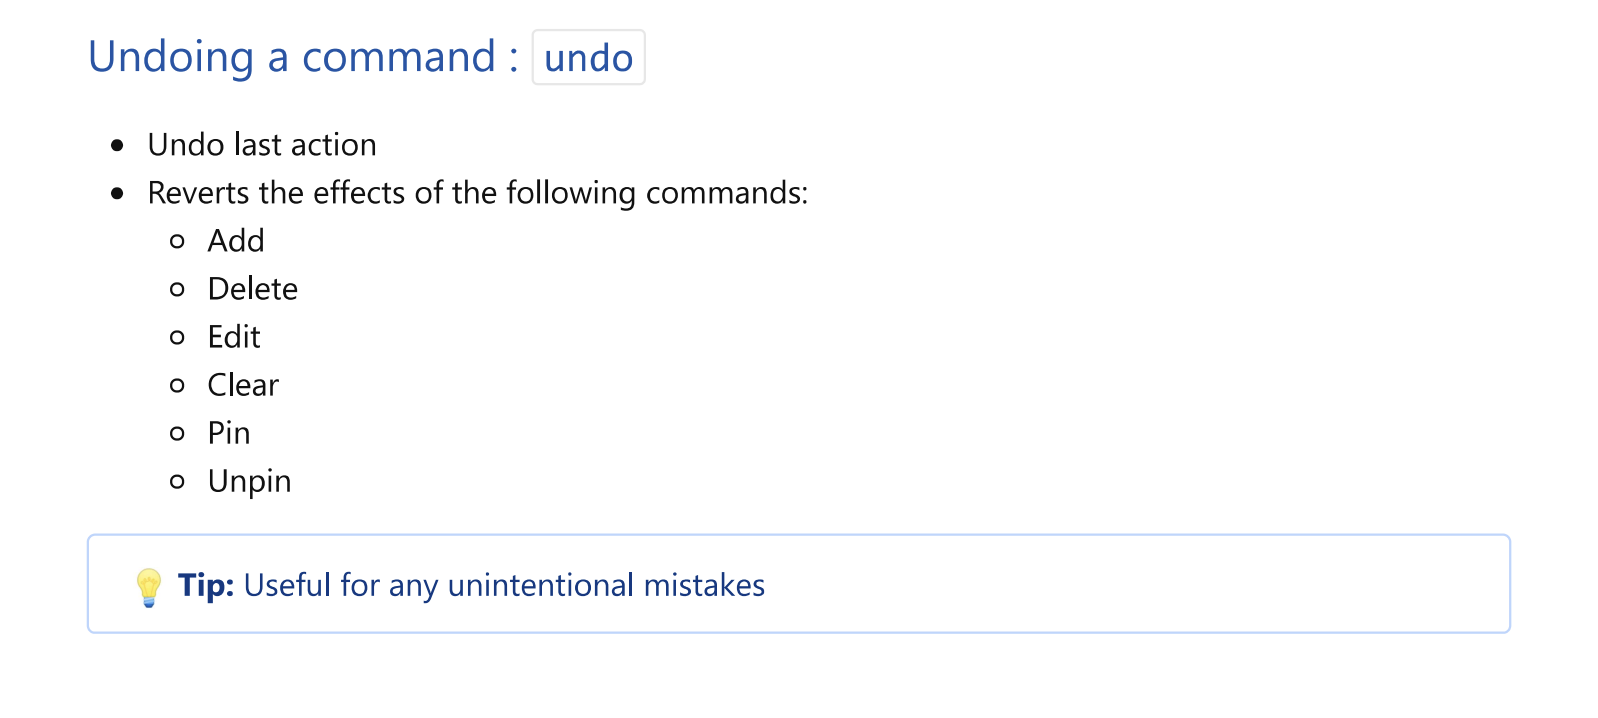 Undoing a command : undo
Undo last action
Reverts the effects of the following commands:
Add
Delete
Edit
Clear
Pin
Unpin
Tip: Useful for any unintentional mistakes